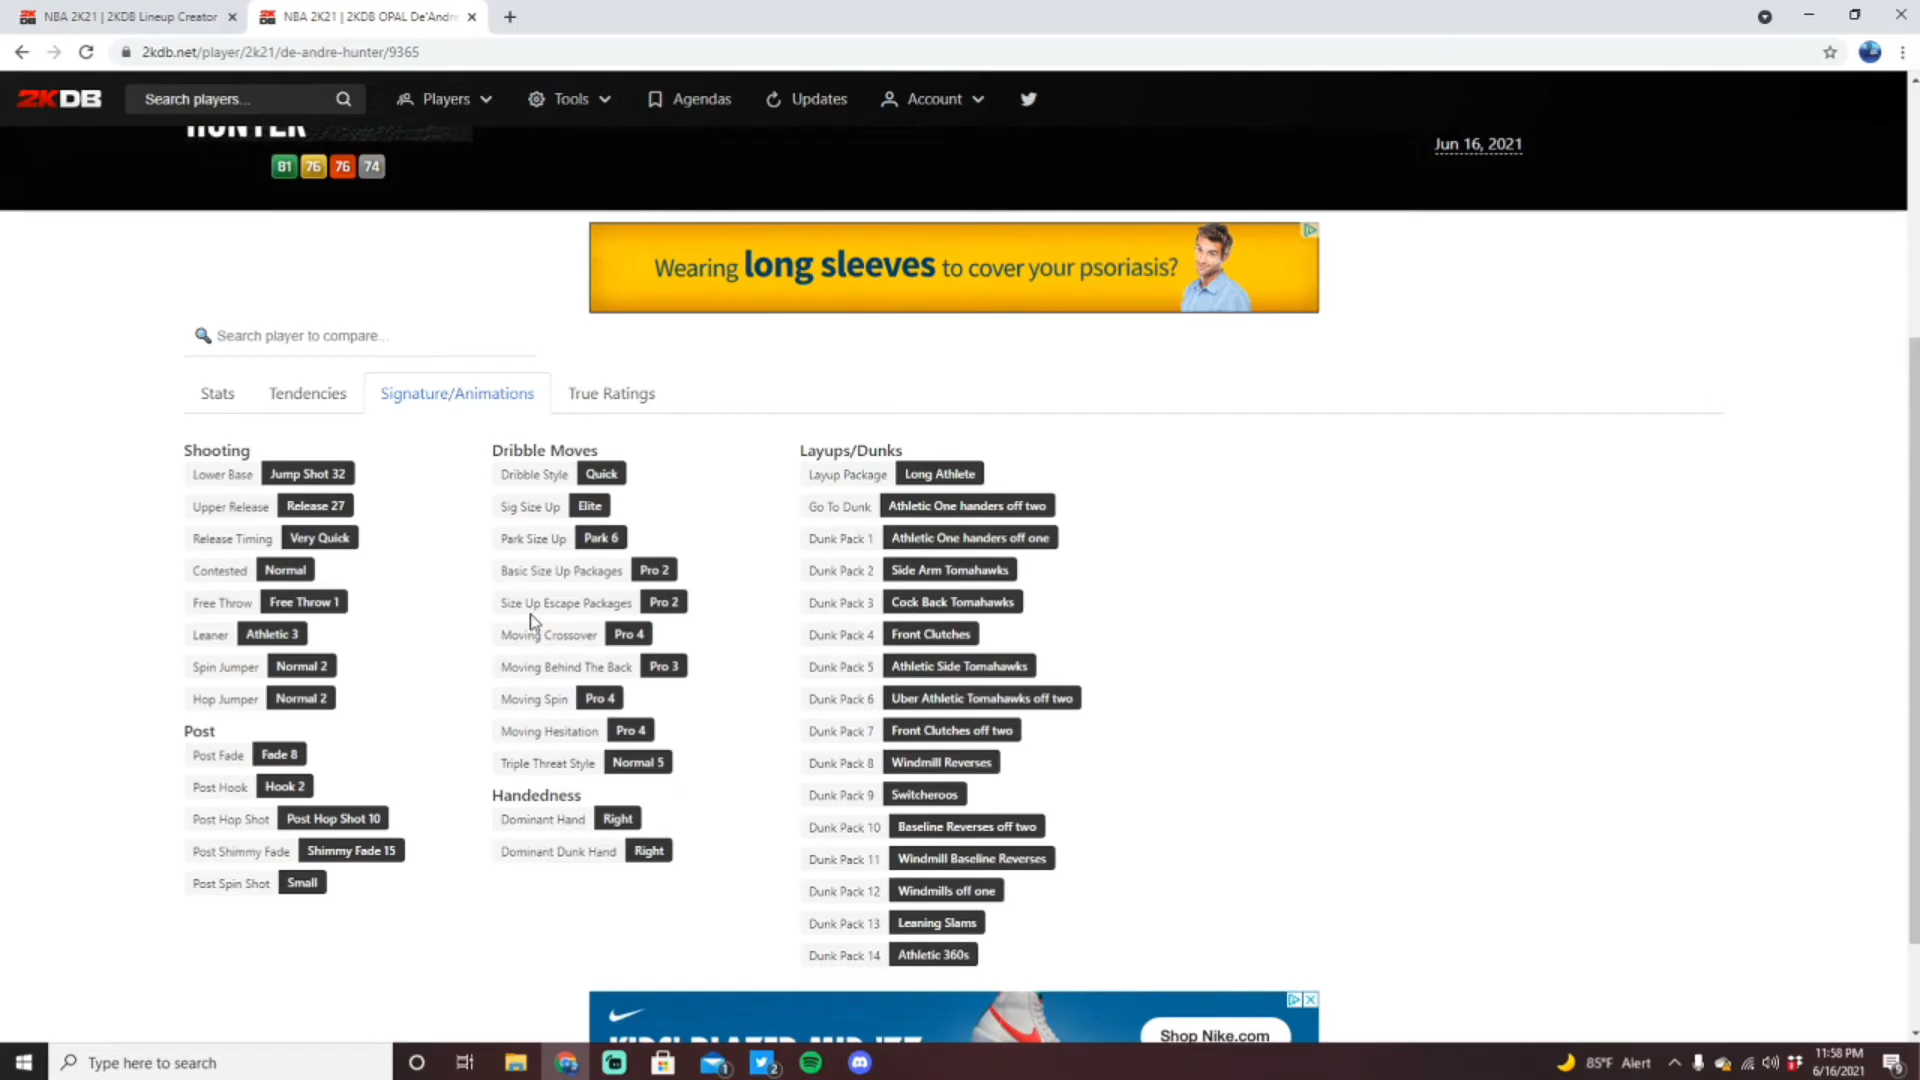 NBA 2K21 | 2KDB Lineup Creator
NBA 2K21 | 2KDB OPAL De'Andr
2kdb.net/player/2k21/de-andre-hunter/9365
2KDB
Search players...
Players
Tools
Agendas
Updates
Account
HUNTER
81 76 76 74
Jun 16, 2021
Wearing long sleeves to cover your psoriasis?
Search player to compare...
Stats
Tendencies
Signature/Animations
True Ratings
Shooting
Lower Base Jump Shot 32
Upper Release Release 27
Release Timing Very Quick
Contested Normal
Free Throw Free Throw 1
Leaner Athletic 3
Spin Jumper Normal 2
Hop Jumper Normal 2
Post
Post Fade Fade 8
Post Hook Hook 2
Post Hop Shot Post Hop Shot 10
Post Shimmy Fade Shimmy Fade 15
Post Spin Shot Small
Dribble Moves
Dribble Style Quick
Sig Size Up Elite
Park Size Up Park 6
Basic Size Up Packages Pro 2
Size Up Escape Packages Pro 2
Moving Crossover Pro 4
Moving Behind The Back Pro 3
Moving Spin Pro 4
Moving Hesitation Pro 4
Triple Threat Style Normal 5
Handedness
Dominant Hand Right
Dominant Dunk Hand Right
Layups/Dunks
Layup Package Long Athlete
Go To Dunk Athletic One handers off two
Dunk Pack 1 Athletic One handers off one
Dunk Pack 2 Side Arm Tomahawks
Dunk Pack 3 Cock Back Tomahawks
Dunk Pack 4 Front Clutches
Dunk Pack 5 Athletic Side Tomahawks
Dunk Pack 6 Uber Athletic Tomahawks off two
Dunk Pack 7 Front Clutches off two
Dunk Pack 8 Windmill Reverses
Dunk Pack 9 Switcheroos
Dunk Pack 10 Baseline Reverses off two
Dunk Pack 11 Windmill Baseline Reverses
Dunk Pack 12 Windmills off one
Dunk Pack 13 Leaning Slams
Dunk Pack 14 Athletic 360s
Shop Nike.com
Type here to search
1
2
85°F Alert
11:58 PM
6/16/2021